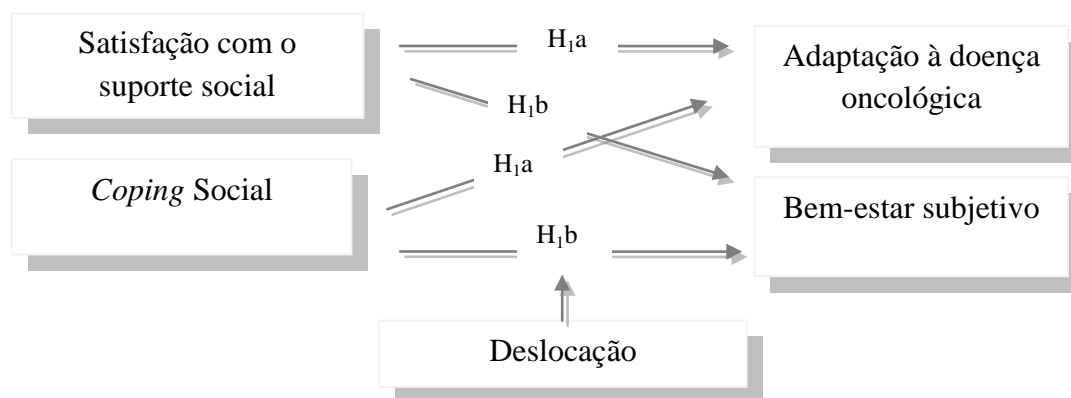 Satisfação com o
suporte social
H₁a
Adaptação à doença
oncológica
H₁b
H₁a
Coping Social
Bem-estar subjetivo
H₁b
Deslocação